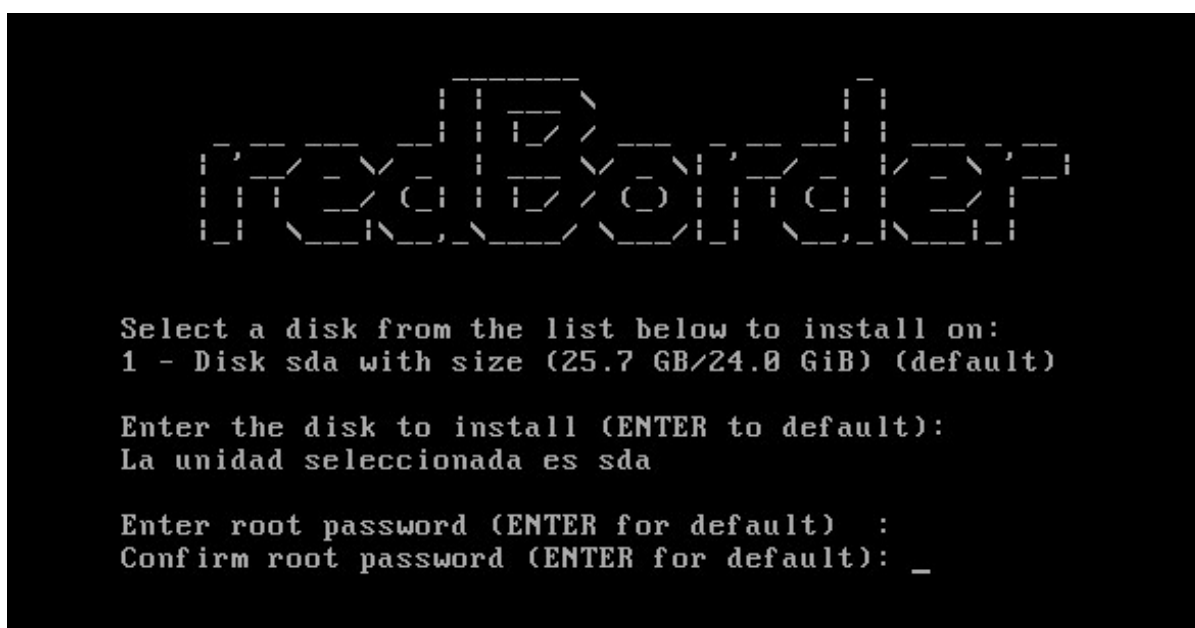 redBorder
Select a disk from the list below to install on:
1 - Disk sda with size (25.7 GB/24.0 GiB) (default)
Enter the disk to install (ENTER to default):
La unidad seleccionada es sda
Enter root password (ENTER for default)  :
Confirm root password (ENTER for default): _